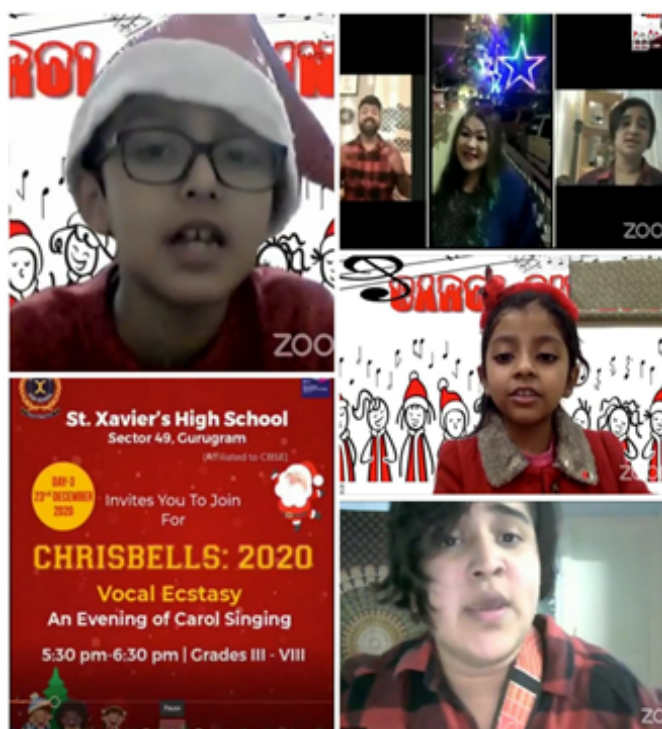 ZOO
ZOO
ZOO
St. Xavier's High School
Sector 49, Gurugram
(Affiliated to CBSE)
DAY-3
23rd DECEMBER
2020
Invites You To Join
For
CHRISBELLS: 2020
Vocal Ecstasy
An Evening of Carol Singing
5:30 pm-6:30 pm | Grades III - VIII
Pause
ZO